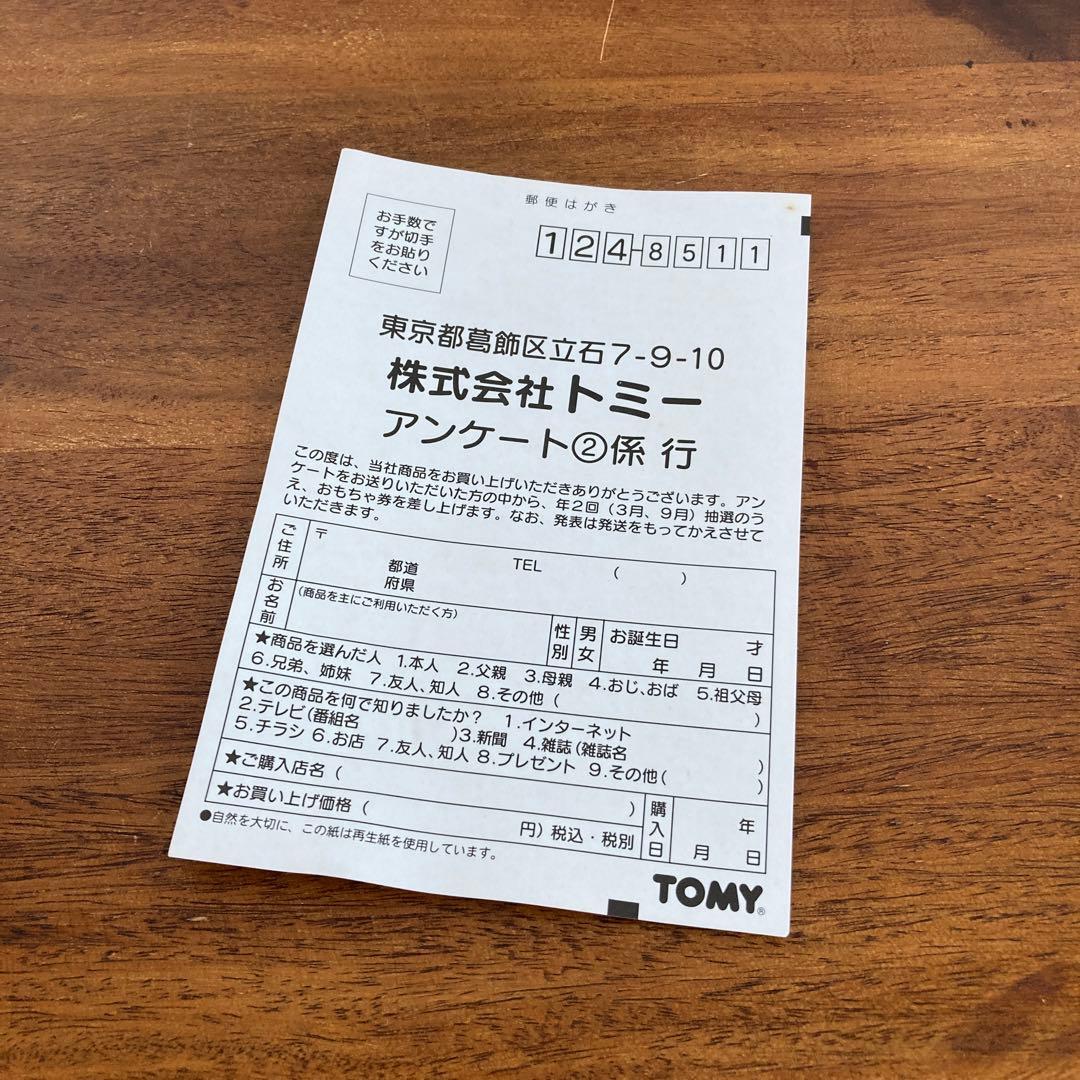 郵便はがき
お手数で
すが切手
をお貼り
ください
124-8511
東京都葛飾区立石7-9-10
株式会社トミー
アンケート②係 行
この度は、当社商品をお買い上げいただきありがとうございます。アン
ケートをお送りいただいた方の中から、年2回（3月、9月）抽選のう
え、おもちゃ券を差し上げます。なお、発表は発送をもってかえさせて
いただきます。
ご住所
〒
都道
府県
TEL ( )
お名前
(商品を主にご利用いただく方)
性別
男
女
お誕生日 才
年 月 日
★商品を選んだ人 1.本人 2.父親 3.母親 4.おじ､おば 5.祖父母
6.兄弟、姉妹 7.友人､知人 8.その他 ( )
★この商品を何で知りましたか？ 1.インターネット
2.テレビ(番組名 )3.新聞 4.雑誌(雑誌名 )
5.チラシ 6.お店 7.友人､知人 8.プレゼント 9.その他( )
★ご購入店名 ( )
★お買い上げ価格 ( 円) 税込・税別
購入日
年
月 日
●自然を大切に、この紙は再生紙を使用しています。
TOMY®